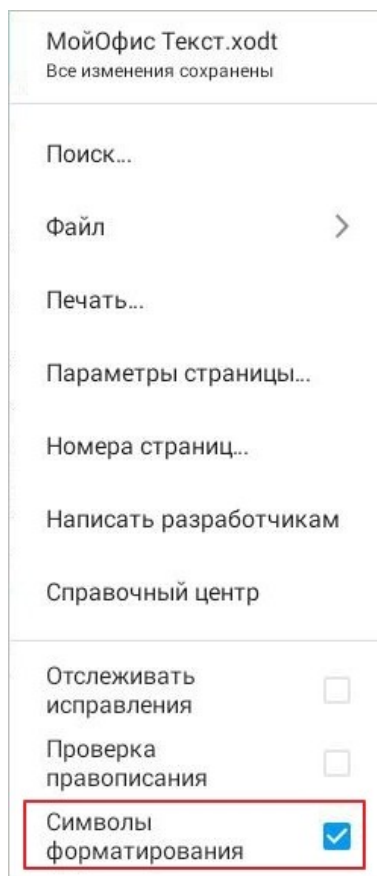 МойОфис Текст.xodt
Все изменения сохранены
Поиск...
Файл
Печать...
Параметры страницы...
Номера страниц...
Написать разработчикам
Справочный центр
Отслеживать
исправления
Проверка
правописания
Символы
форматирования